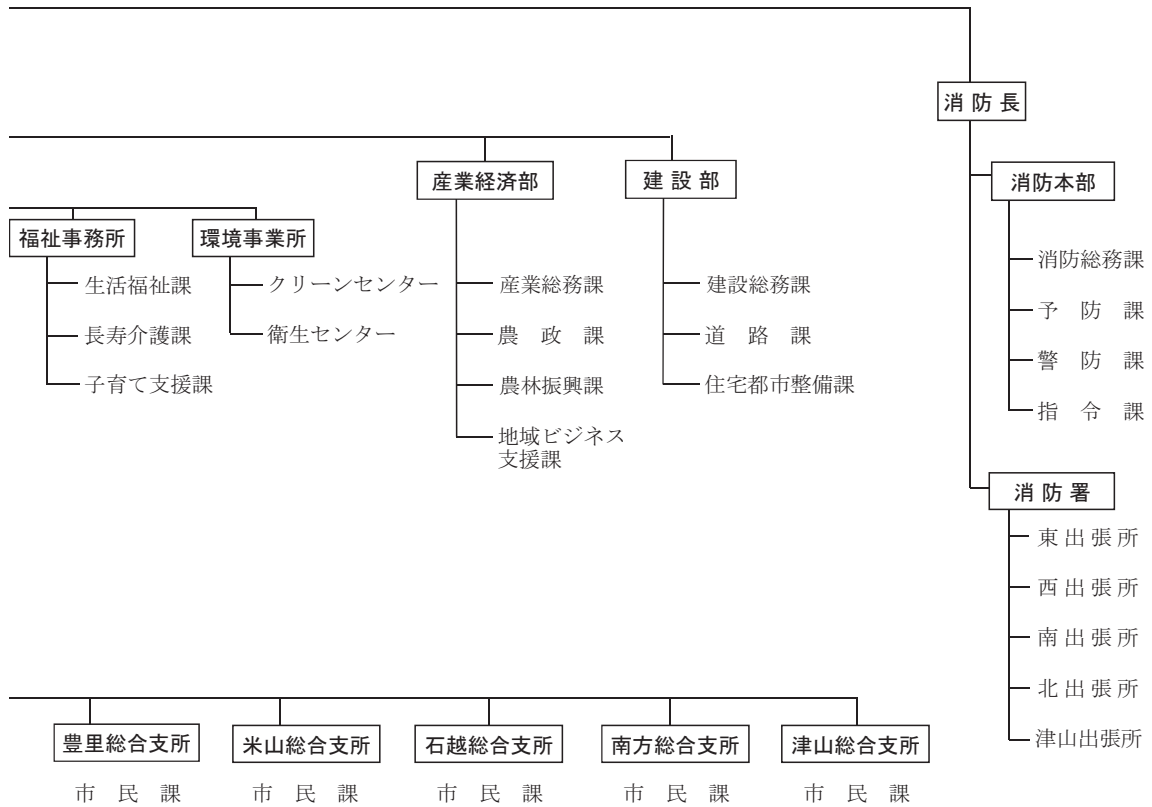 消防長
産業経済部
建設部
消防本部
福祉事務所
環境事業所
消防総務課
生活福祉課
クリーンセンター
産業総務課
建設総務課
予防課
長寿介護課
衛生センター
農政課
道路課
警防課
子育て支援課
農林振興課
住宅都市整備課
指令課
地域ビジネス
支援課
消防署
東出張所
西出張所
南出張所
北出張所
津山出張所
豊里総合支所
米山総合支所
石越総合支所
南方総合支所
津山総合支所
市民課
市民課
市民課
市民課
市民課